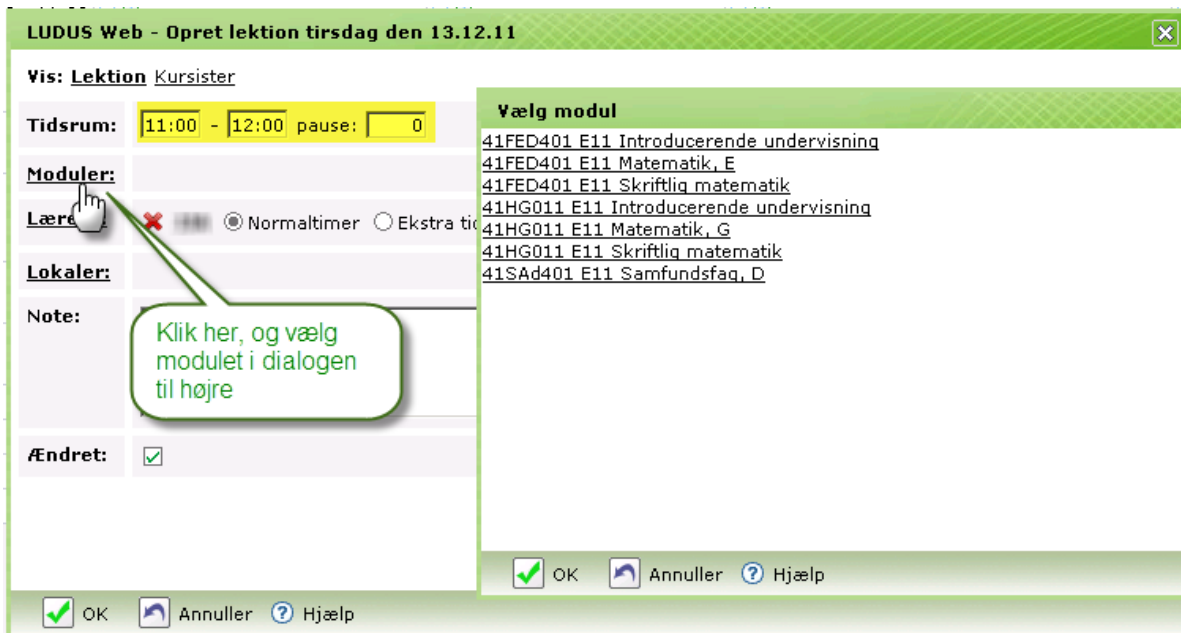 LUDUS Web - Opret lektion tirsdag den 13.12.11
Vis: Lektion Kursister
Tidsrum: 11:00 - 12:00 pause: 0
Moduler:
Normaltimer Ekstra
Lokaler:
Note:
Klik her, og vælg
modulet i dialogen
til højre
Ændret:
OK Annuller Hjælp
Vælg modul
41FED401 E11 Introducerende undervisning
41FED401 E11 Matematik, E
41FED401 E11 Skriftlig matematik
41HG011 E11 Introducerende undervisning
41HG011 E11 Matematik, G
41HG011 E11 Skriftlig matematik
41SAd401 E11 Samfundsfag, D
OK Annuller Hjælp